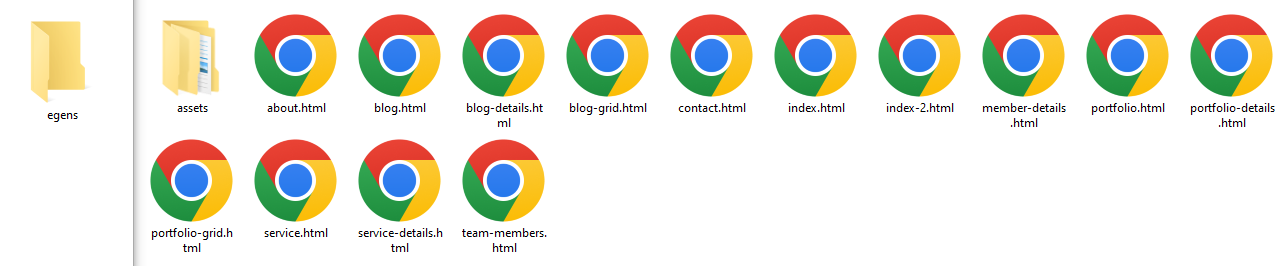 egens
assets
about.html
blog.html
blog-details.ht
ml
blog-grid.html
contact.html
index.html
index-2.html
member-details
.html
portfolio.html
portfolio-details
.html
portfolio-grid.h
tml
service.html
service-details.h
tml
team-members.
html